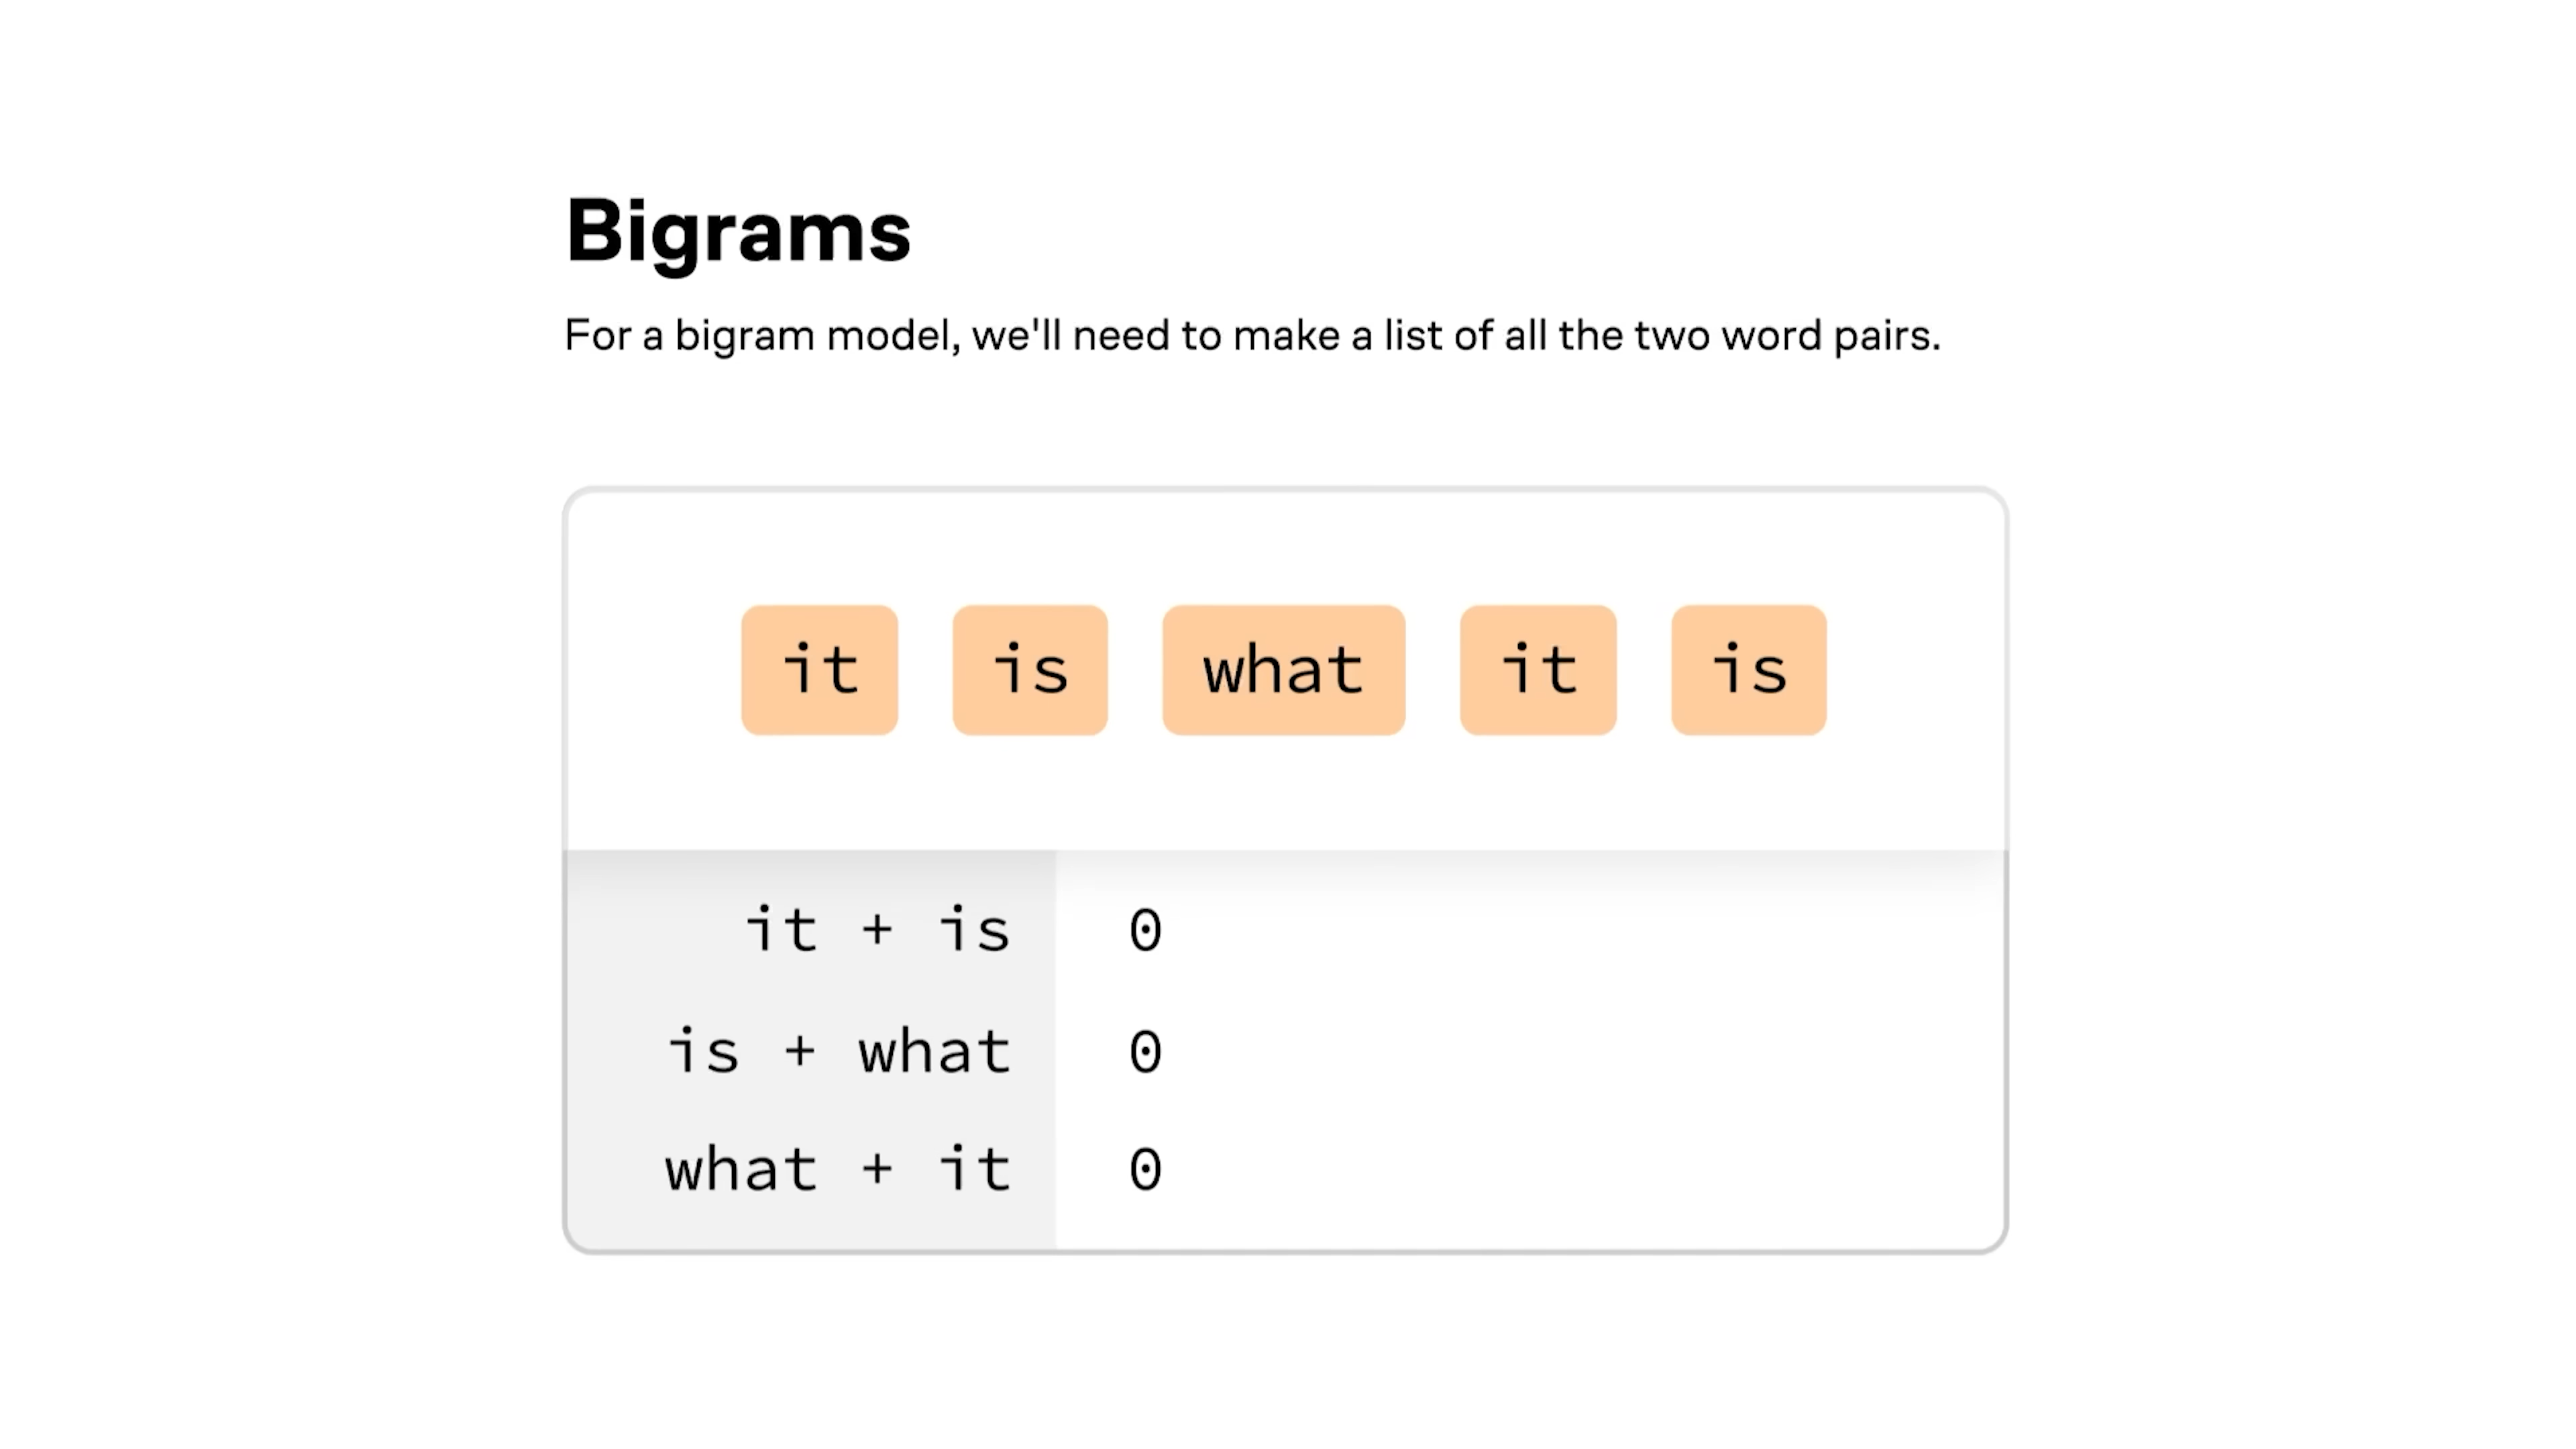 Bigrams
For a bigram model, we'll need to make a list of all the two word pairs.
it is what it is
it + is 0
is + what 0
what + it 0